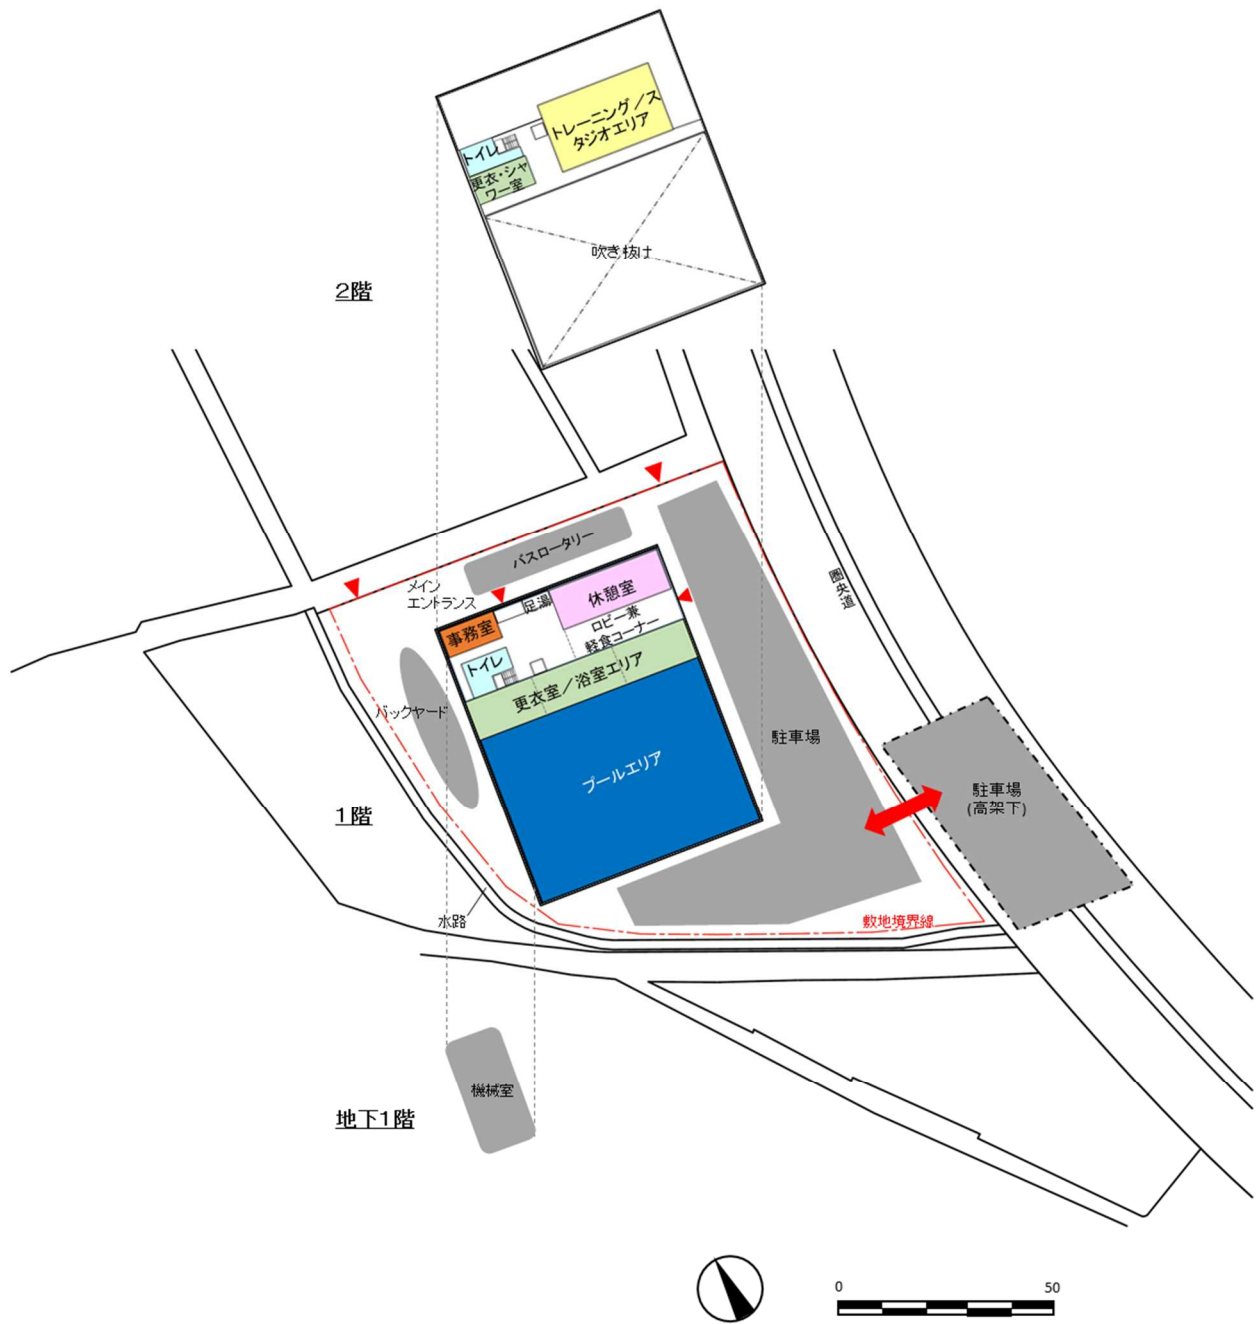 トレーニング／ス
タジオエリア
トイレ
更衣・シャ
ワー室
吹き抜け
2階
バスロータリー
メイン
エントランス
足湯
休憩室
事務室
ロビー兼
軽食コーナー
トイレ
更衣室／浴室エリア
バックヤード
プールエリア
駐車場
圏央道
駐車場
(高架下)
1階
水路
敷地境界線
機械室
地下1階
0
50